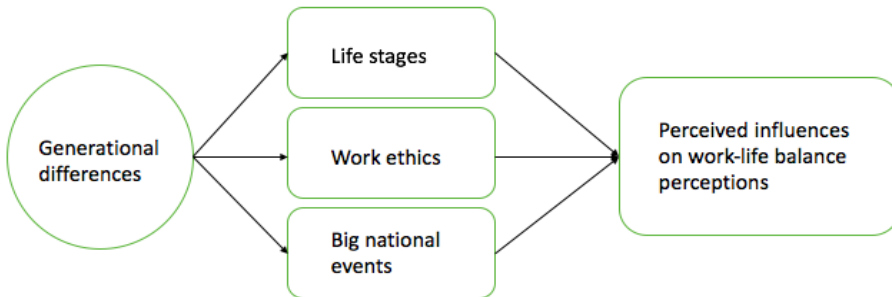 Generational
differences
Life stages
Work ethics
Big national
events
Perceived influences
on work-life balance
perceptions